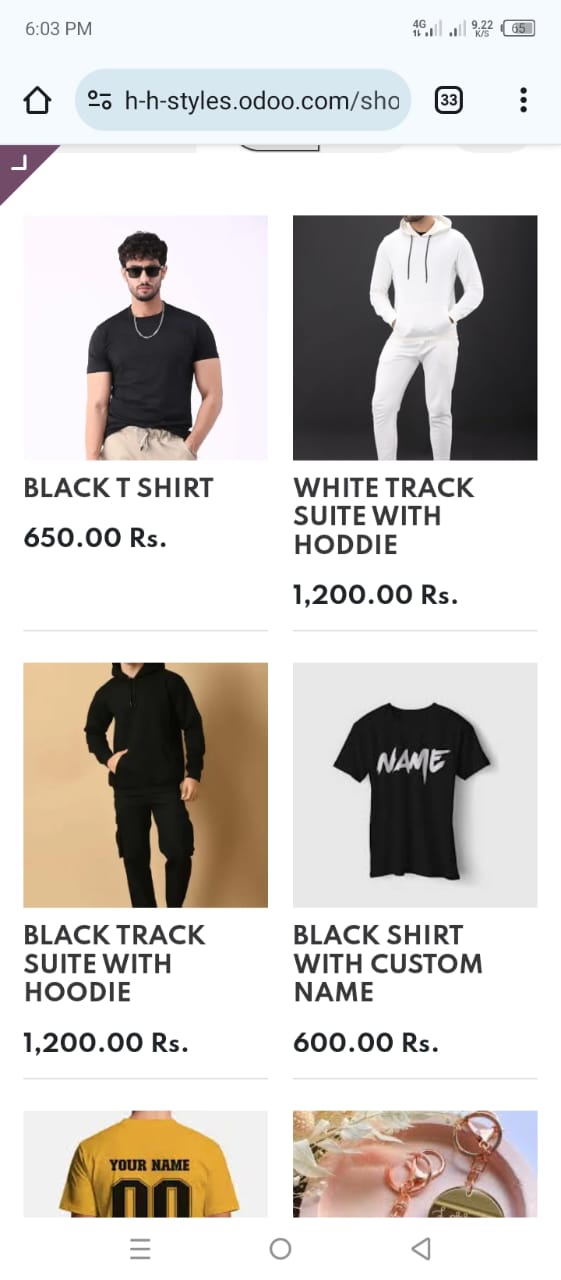 6:03 PM
4G
9.22
K/S
65
h-h-styles.odoo.com/sho
33
BLACK T SHIRT
650.00 Rs.
WHITE TRACK
SUITE WITH
HODDIE
1,200.00 Rs.
NAME
BLACK TRACK
SUITE WITH
HOODIE
1,200.00 Rs.
BLACK SHIRT
WITH CUSTOM
NAME
600.00 Rs.
YOUR NAME
00